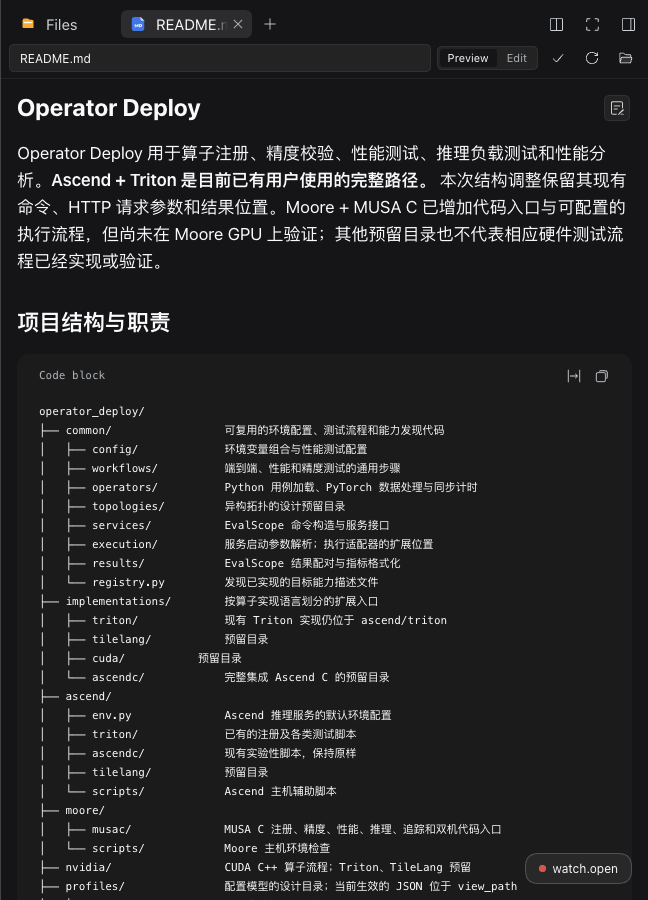 Files
README.m
README.md
Preview
Edit
Operator Deploy
Operator Deploy 用于算子注册、精度校验、性能测试、推理负载测试和性能分
析。Ascend + Triton 是目前已有用户使用的完整路径。 本次结构调整保留其现有
命令、HTTP 请求参数和结果位置。Moore + MUSA C 已增加代码入口与可配置的
执行流程，但尚未在 Moore GPU 上验证；其他预留目录也不代表相应硬件测试流
程已经实现或验证。
项目结构与职责
Code block
operator_deploy/
├── common/ 可复用的环境配置、测试流程和能力发现代码
│   ├── config/ 环境变量组合与性能测试配置
│   ├── workflows/ 端到端、性能和精度测试的通用步骤
│   ├── operators/ Python 用例加载、PyTorch 数据处理与同步计时
│   ├── topologies/ 异构拓扑的设计预留目录
│   ├── services/ EvalScope 命令构造与服务接口
│   ├── execution/ 服务启动参数解析；执行适配器的扩展位置
│   ├── results/ EvalScope 结果配对与指标格式化
│   └── registry.py 发现已实现的目标能力描述文件
├── implementations/ 按算子实现语言划分的扩展入口
│   ├── triton/ 现有 Triton 实现仍位于 ascend/triton
│   ├── tilelang/ 预留目录
│   ├── cuda/ 预留目录
│   └── ascendc/ 完整集成 Ascend C 的预留目录
├── ascend/
│   ├── env.py Ascend 推理服务的默认环境配置
│   ├── triton/ 已有的注册及各类测试脚本
│   ├── ascendc/ 现有实验性脚本，保持原样
│   ├── tilelang/ 预留目录
│   └── scripts/ Ascend 主机辅助脚本
├── moore/
│   ├── musac/ MUSA C 注册、精度、性能、推理、追踪和双机代码入口
│   └── scripts/ Moore 主机环境检查
├── nvidia/ CUDA C++ 算子流程；Triton、TileLang 预留
├── profiles/ 配置模型的设计目录；当前生效的 JSON 位于 view_path
watch.open